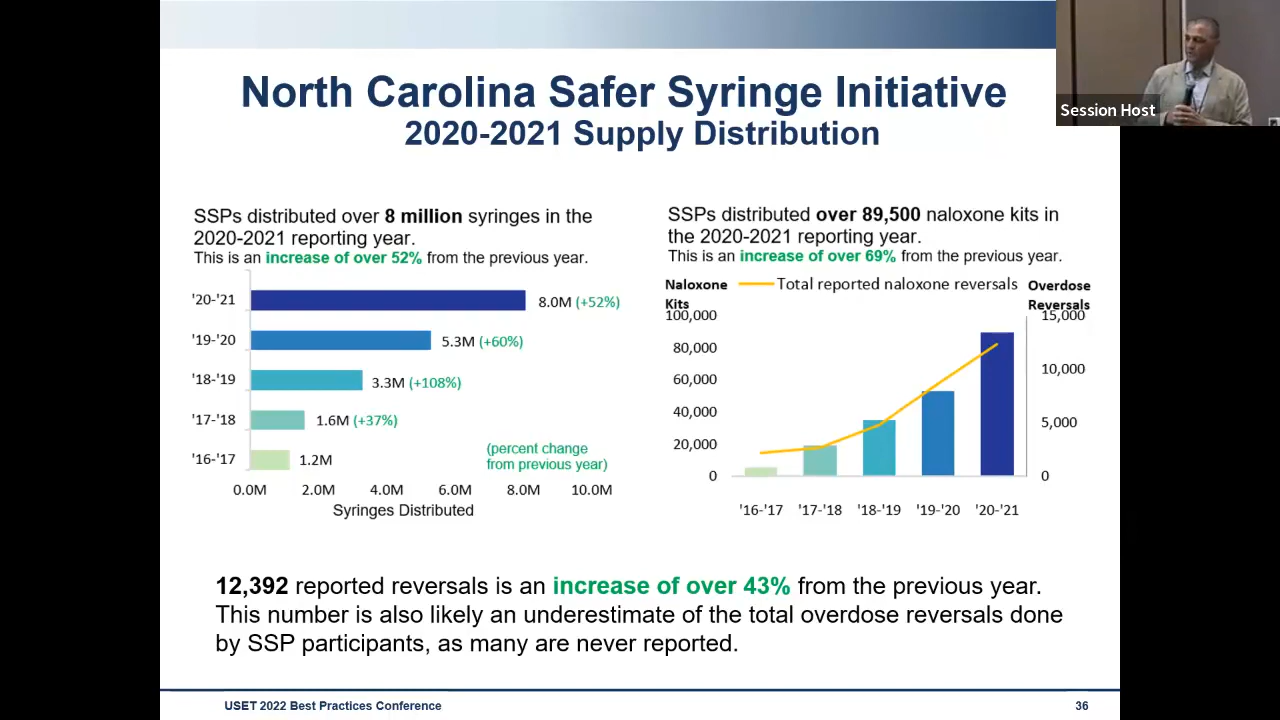 North Carolina Safer Syringe Initiative
2020-2021 Supply Distribution
Session Host
SSPs distributed over 8 million syringes in the
2020-2021 reporting year.
This is an increase of over 52% from the previous year.
'20-'21
8.0M (+52%)
'19-'20
5.3M (+60%)
'18-'19
3.3M (+108%)
'17-'18
1.6M (+37%)
'16-'17
1.2M
(percent change
from previous year)
0.0M 2.0M 4.0M 6.0M 8.0M 10.0M
Syringes Distributed
SSPs distributed over 89,500 naloxone kits in
the 2020-2021 reporting year.
This is an increase of over 69% from the previous year.
Naloxone
Kits
Total reported naloxone reversals
Overdose
Reversals
100,000
80,000
60,000
40,000
20,000
0
15,000
10,000
5,000
0
'16-'17 '17-'18 '18-'19 '19-'20 '20-'21
12,392 reported reversals is an increase of over 43% from the previous year.
This number is also likely an underestimate of the total overdose reversals done
by SSP participants, as many are never reported.
USET 2022 Best Practices Conference
36